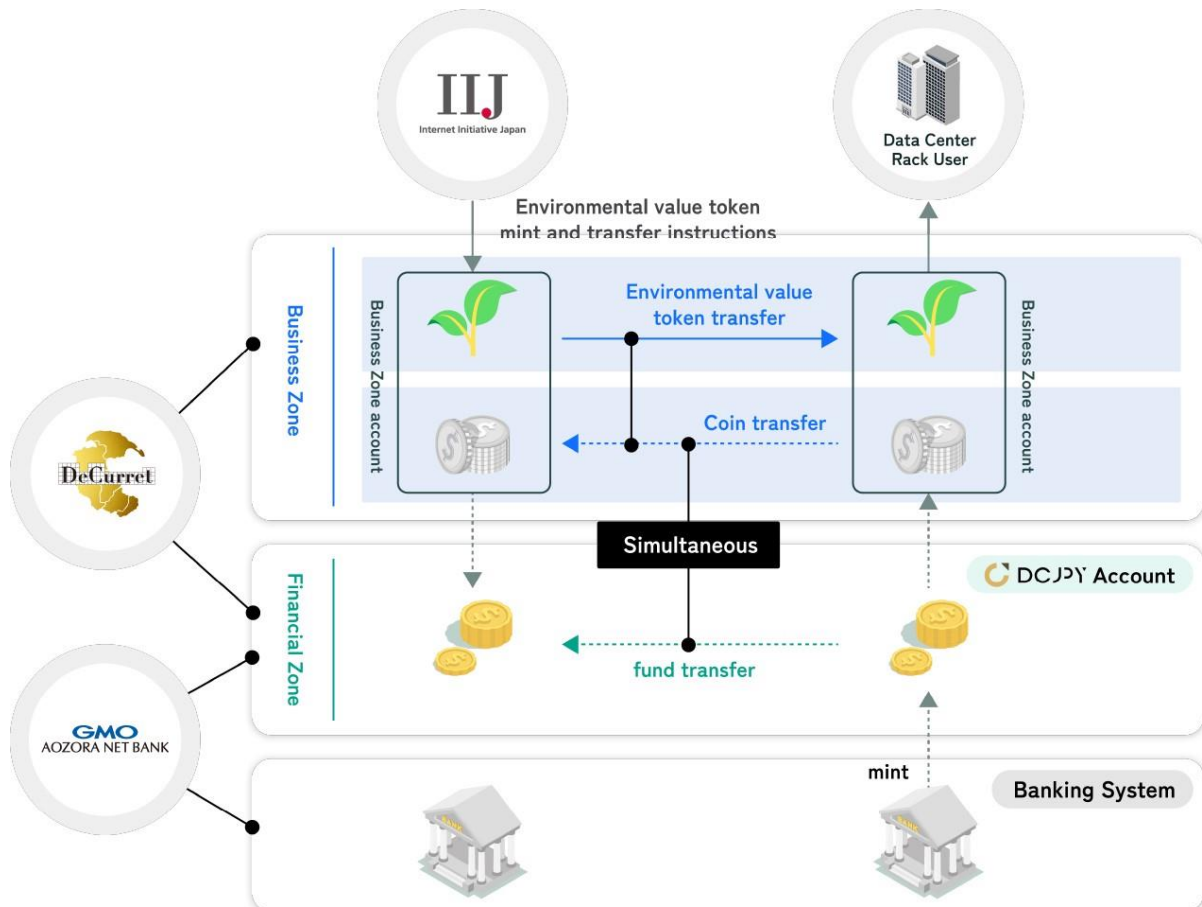 IIJ
Internet Initiative Japan
Data Center
Rack User
Environmental value token
mint and transfer instructions
Business Zone
Business Zone account
Environmental value
token transfer
Business Zone account
Coin transfer
DeCurret
Simultaneous
Financial Zone
DCJPY Account
fund transfer
GMO
AOZORA NET BANK
mint
Banking System
BANK
BANK